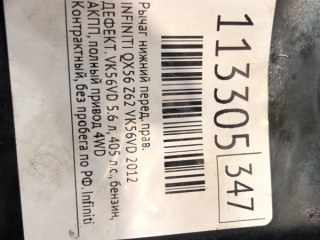 113305 347
Рычаг нижний перед. прав.
INFINITI QX56 Z62 VK56VD 2012
ДЕФЕКТ. VK56VD 5.6 л, 405 л.с., бензин,
АКПП, полный привод 4WD
Контрактный, без пробега по РФ. Infiniti